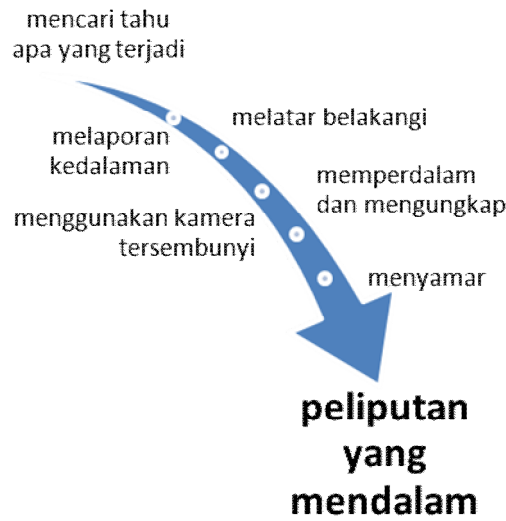 mencari tahu
apa yang terjadi
melatar belakangi
melaporan
kedalaman
memperdalam
dan mengungkap
menggunakan kamera
tersembunyi
menyamar
peliputan
yang
mendalam